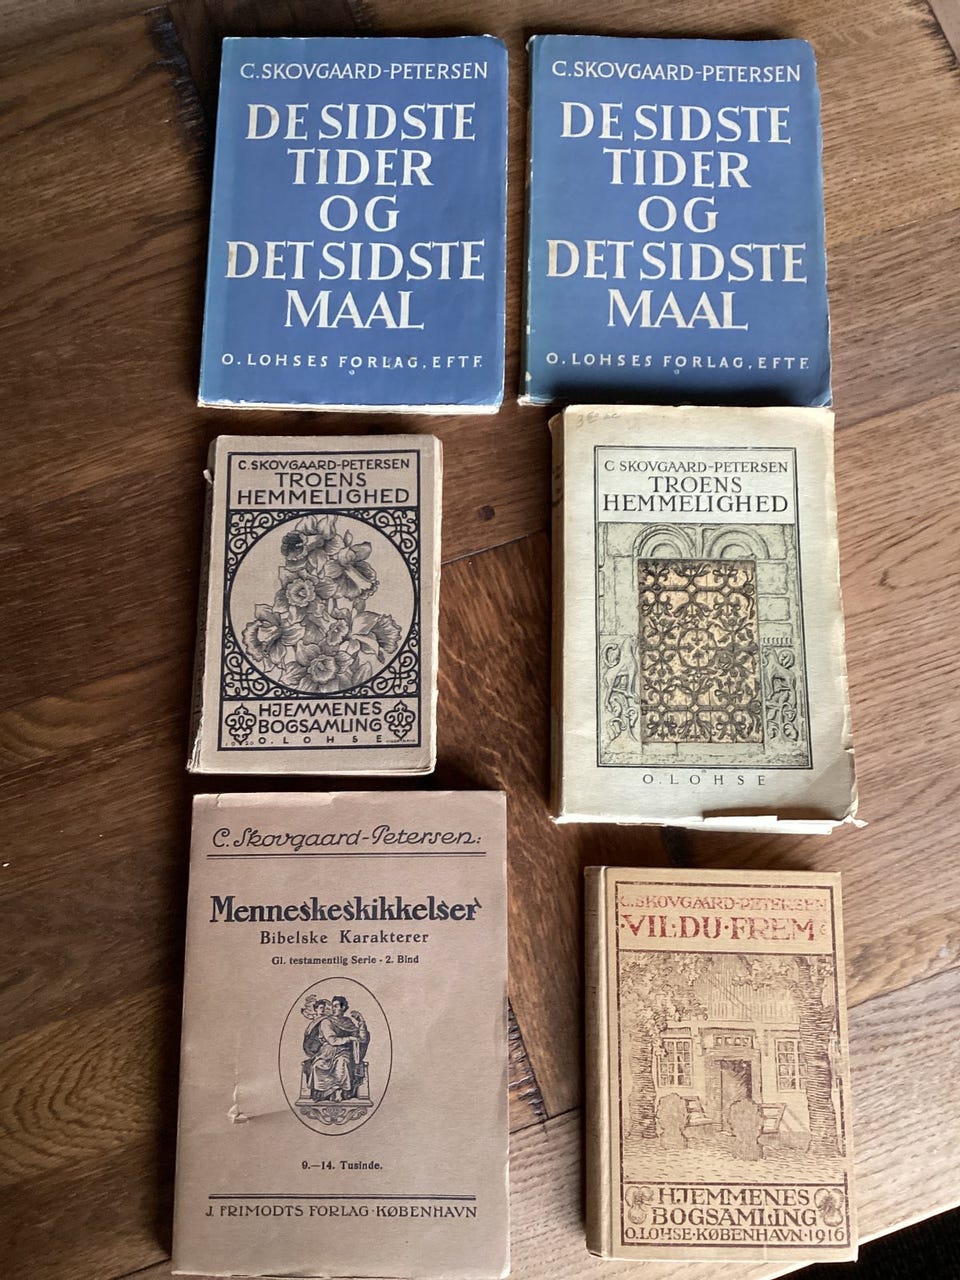 C. SKOVGAARD-PETERSEN
DE SIDSTE
TIDER
OG
DET SIDSTE
MAAL
O. LOHSES FORLAG, EFTF.
C. SKOVGAARD-PETERSEN
DE SIDSTE
TIDER
OG
DET SIDSTE
MAAL
O. LOHSES FORLAG, EFTF.
C. SKOVGAARD-PETERSEN
TROENS
HEMMELIGHED
HJEMMENES
BOGSAMLING
O. LOHSE
C SKOVGAARD-PETERSEN
TROENS
HEMMELIGHED
O. LOHSE
C. Skovgaard-Petersen:
Menneskeskikkelser
Bibelske Karakterer
Gl. testamentlig Serie - 2. Bind
9.—14. Tusinde.
J. FRIMODTS FORLAG · KØBENHAVN
C. SKOVGAARD-PETERSEN
·VIL·DU·FREM
HJEMMENES
BOGSAMLING
O. LOHSE·KØBENHAVN·1916